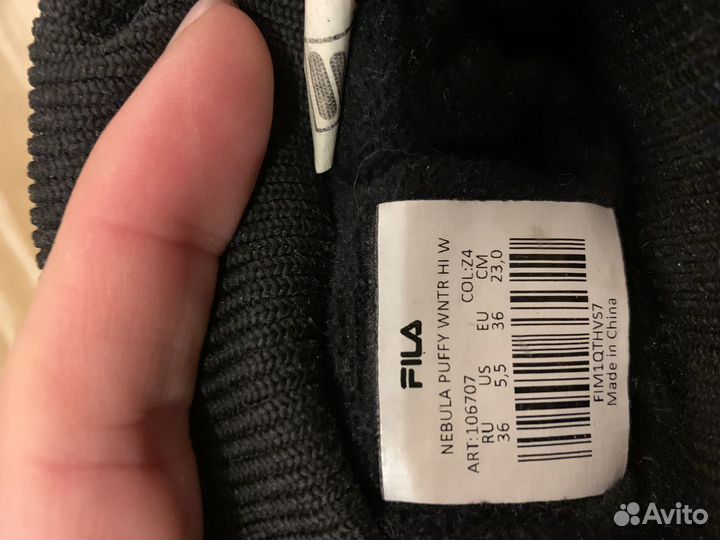 FILA
NEBULA PUFFY WNTR HI W
ART:106707 COL:Z4
RU US EU CM
36 5,5 36 23,0
FIM1QTHVS7
Made in China
Avito